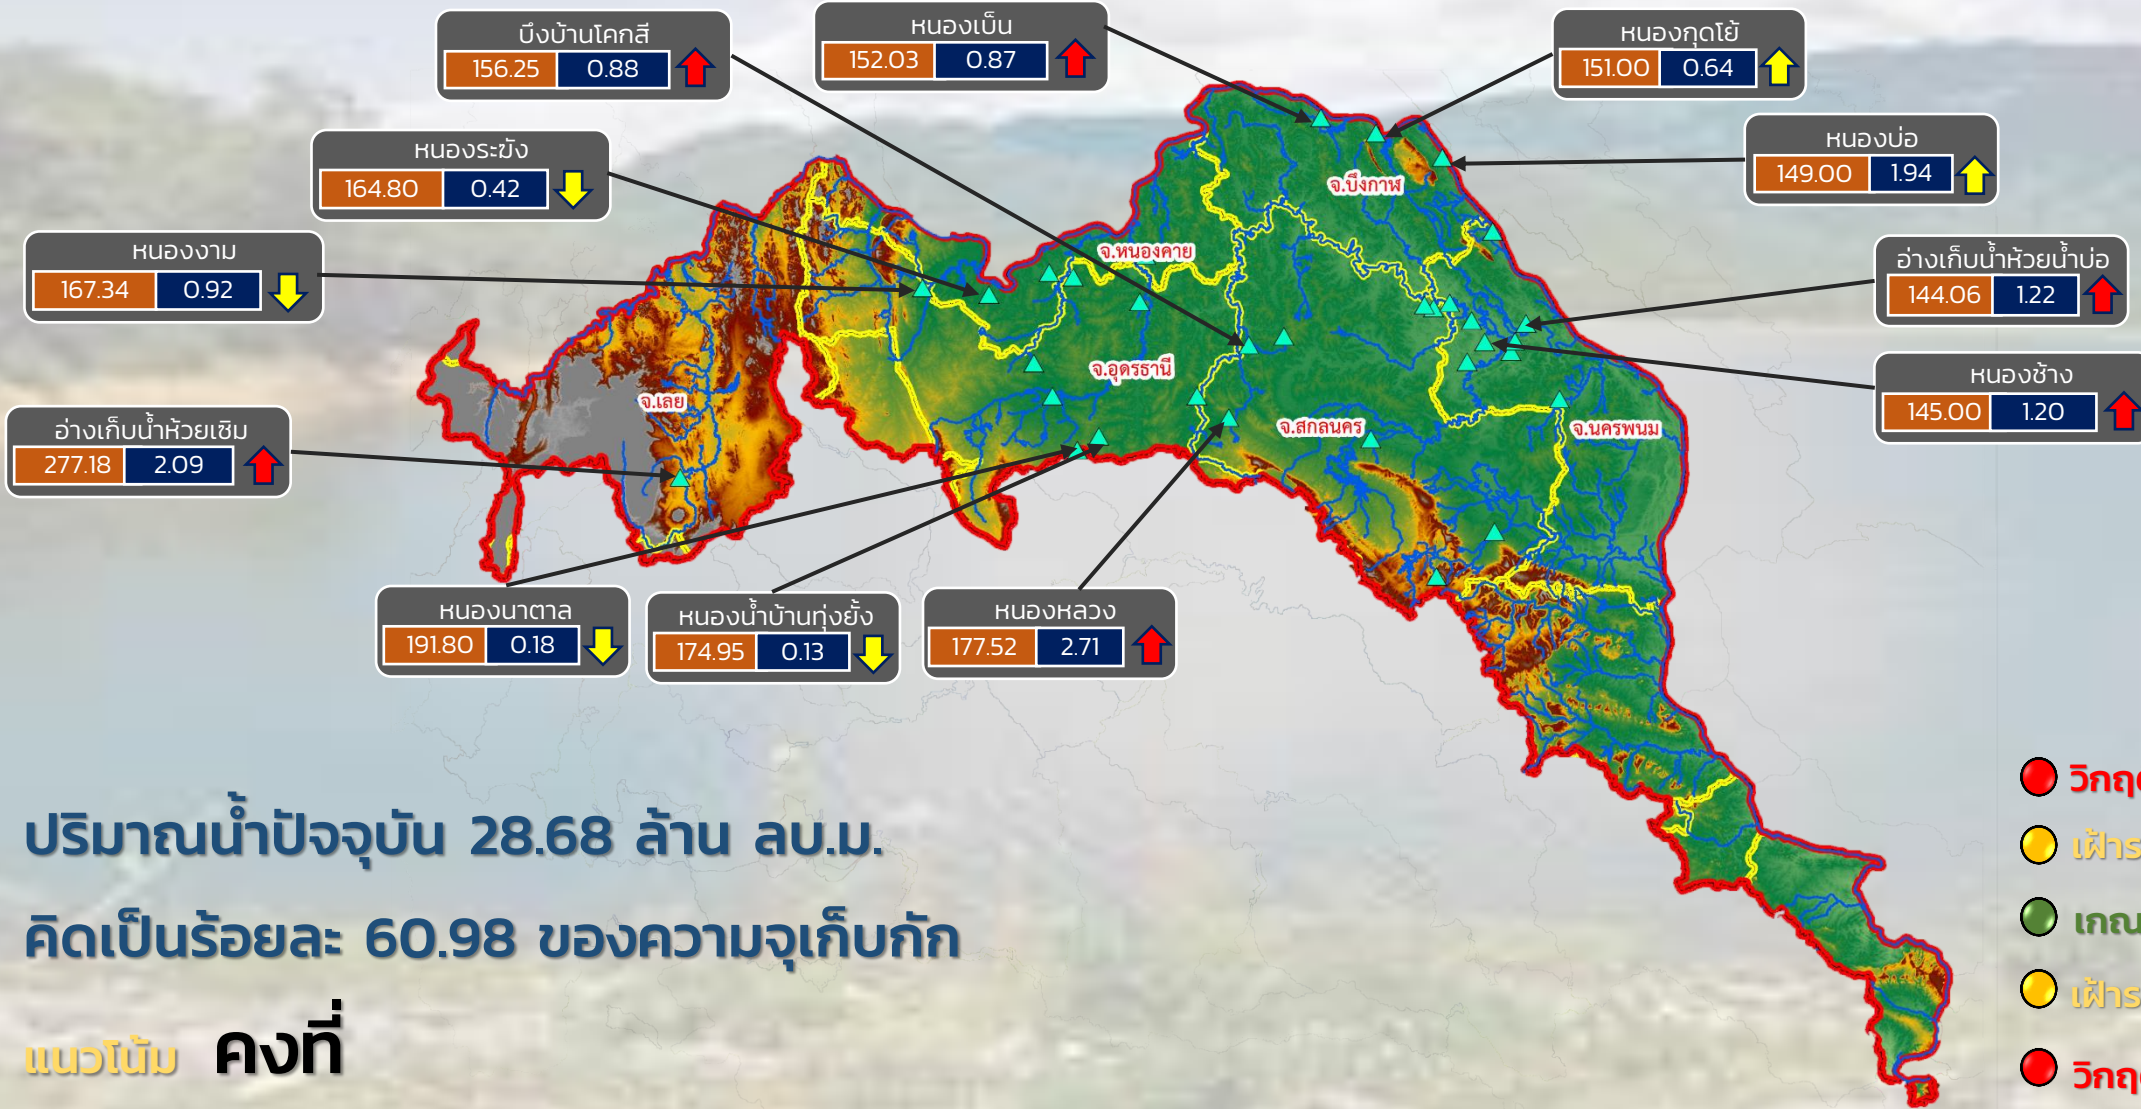 บึงบ้านโคกสี
156.25 0.88
หนองเบ็น
152.03 0.87
หนองกุดโย้
151.00 0.64
หนองบ่อ
149.00 1.94
หนองระฆัง
164.80 0.42
หนองงาม
167.34 0.92
อ่างเก็บน้ำห้วยน้ำบ่อ
144.06 1.22
หนองช้าง
145.00 1.20
อ่างเก็บน้ำห้วยเซิม
277.18 2.09
หนองนาตาล
191.80 0.18
หนองน้ำบ้านทุ่งยั้ง
174.95 0.13
หนองหลวง
177.52 2.71
จ.บึงกาฬ
จ.หนองคาย
จ.อุดรธานี
จ.เลย
จ.สกลนคร
จ.นครพนม
ปริมาณน้ำปัจจุบัน 28.68 ล้าน ลบ.ม.
คิดเป็นร้อยละ 60.98 ของความจุเก็บกัก
แนวโน้ม คงที่